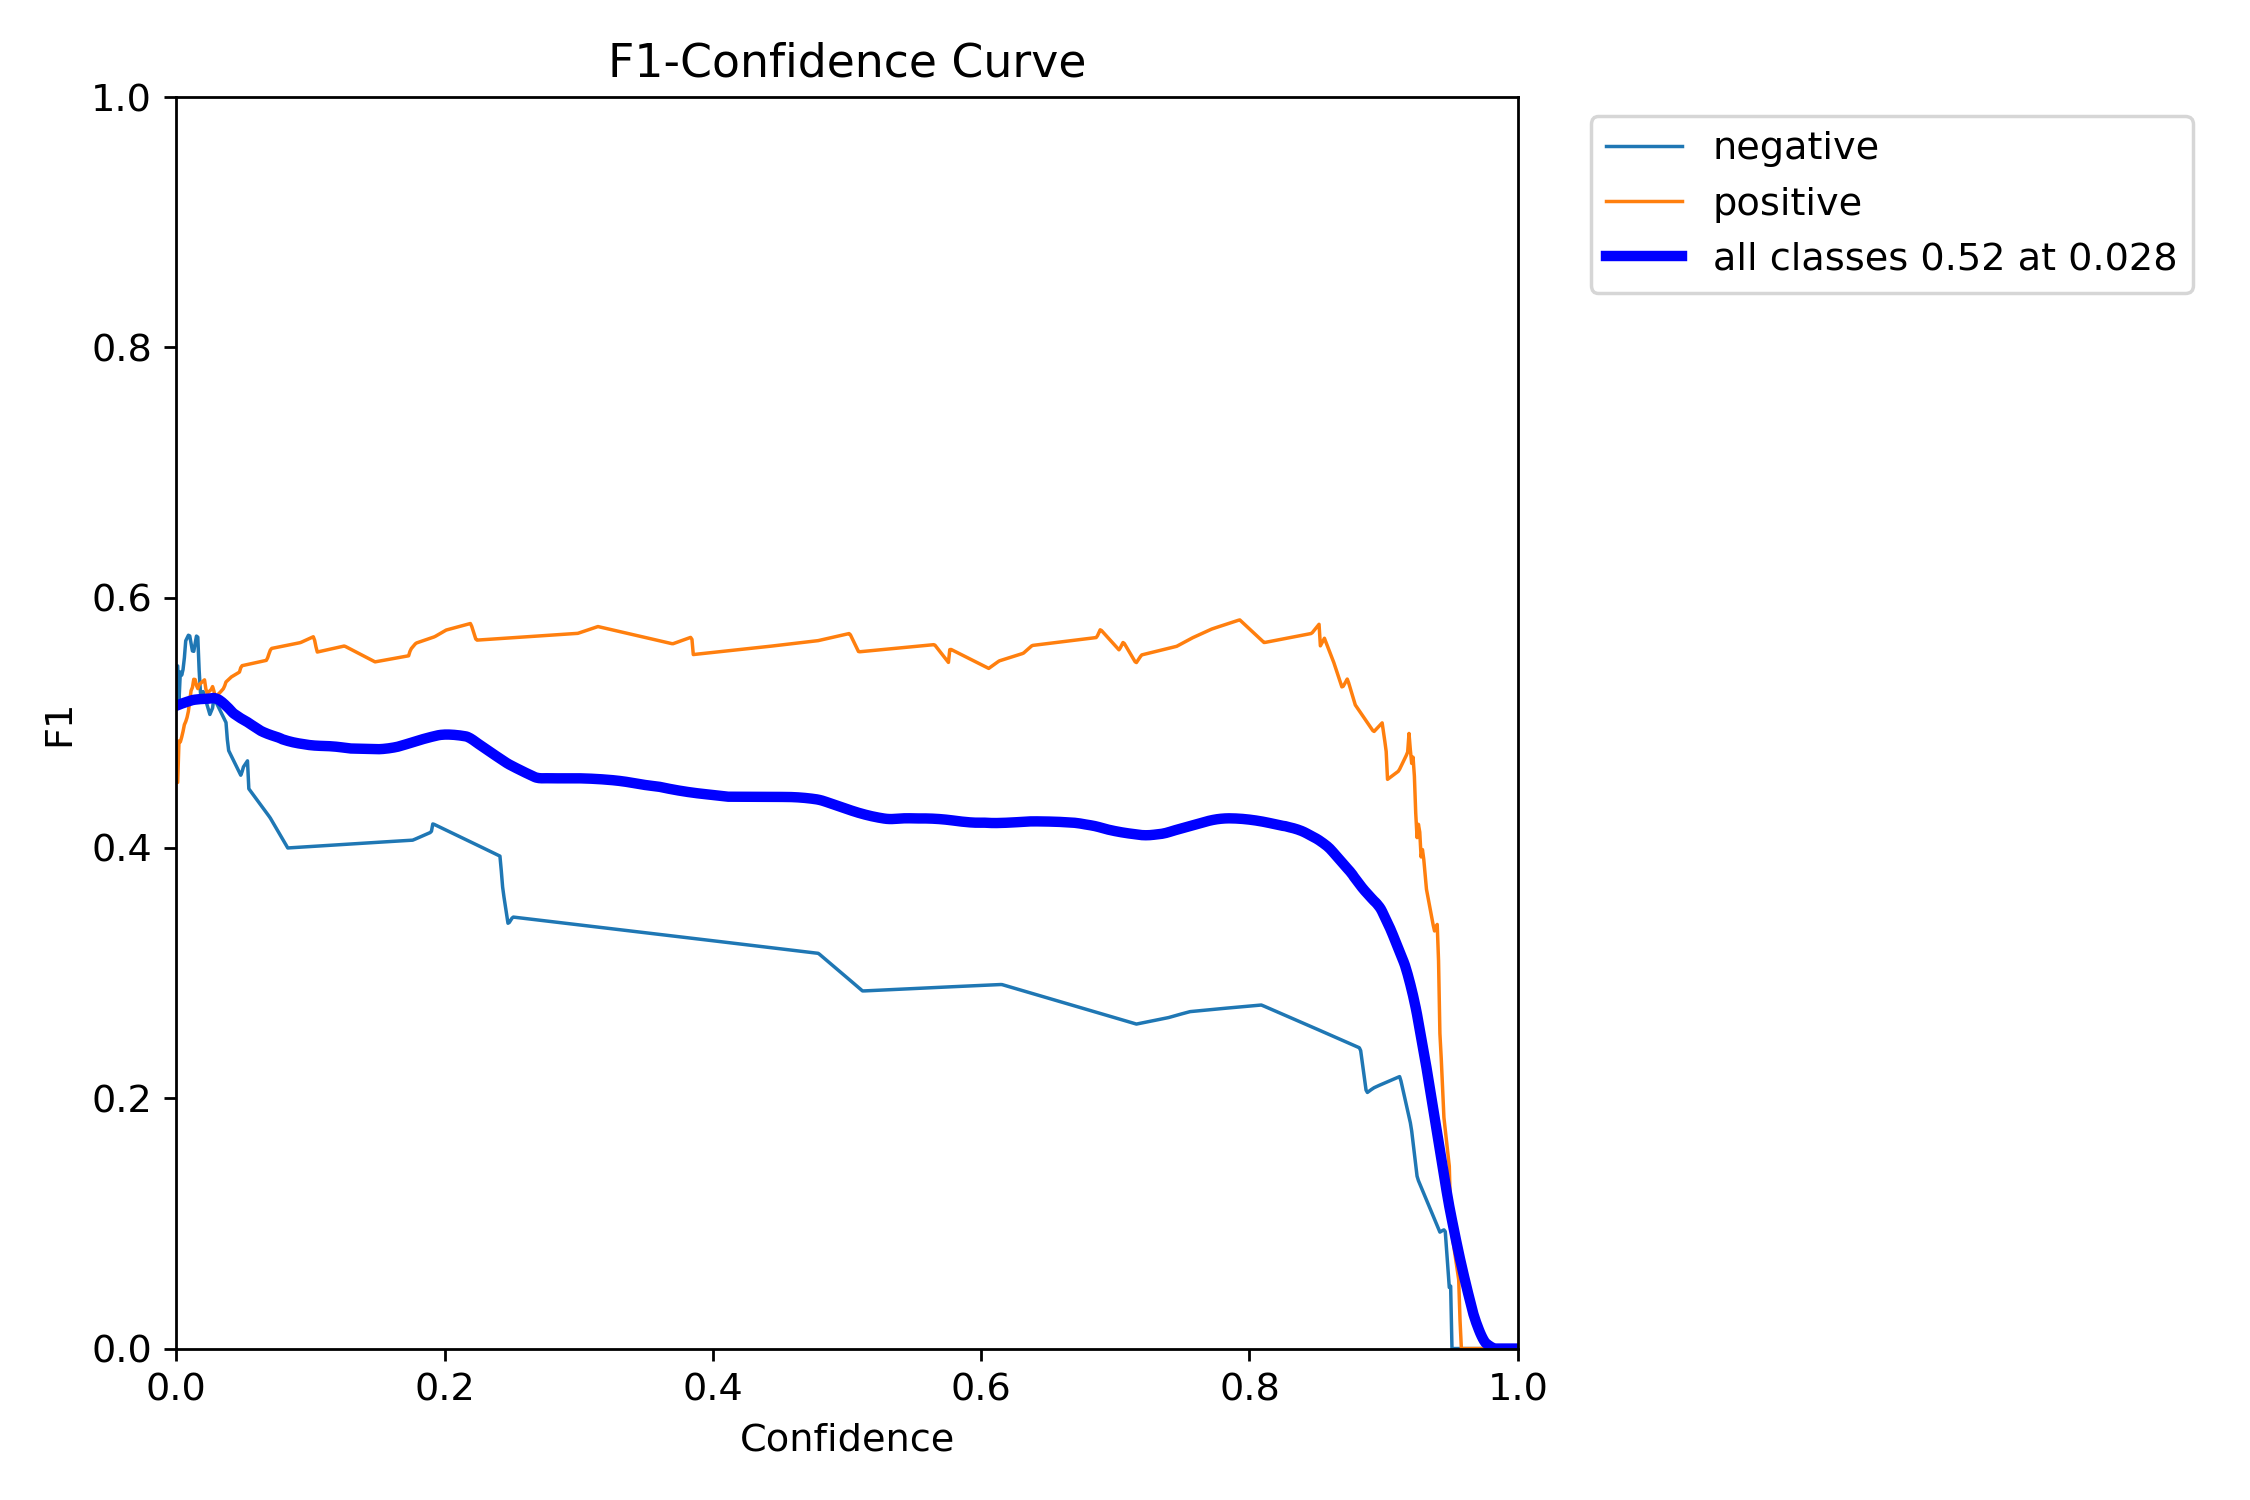 F1-Confidence Curve
1.0
0.8
0.6
0.4
0.2
0.0
F1
0.0 0.2 0.4 0.6 0.8 1.0
Confidence
negative
positive
all classes 0.52 at 0.028